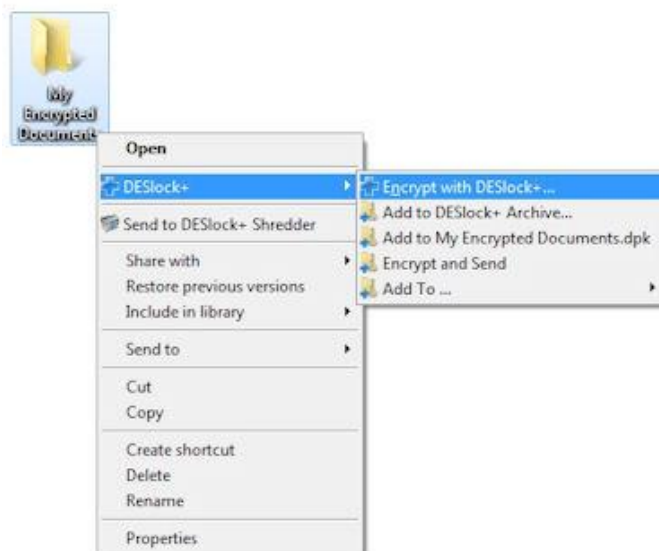 My
Encrypted
Documents
Open
DESlock+
Send to DESlock+ Shredder
Share with
Restore previous versions
Include in library
Send to
Cut
Copy
Create shortcut
Delete
Rename
Properties
Encrypt with DESlock+...
Add to DESlock+ Archive...
Add to My Encrypted Documents.dpk
Encrypt and Send
Add To ...